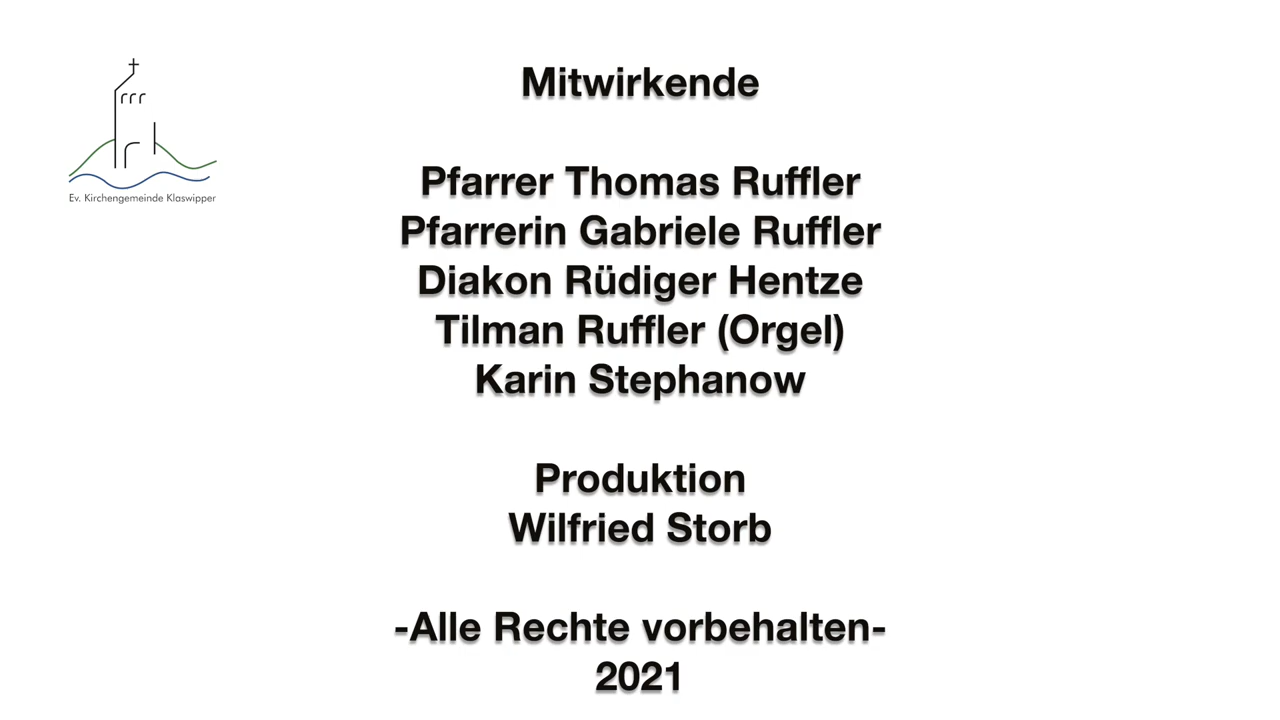 Ev. Kirchengemeinde Klaswipper
Mitwirkende
Pfarrer Thomas Ruffler
Pfarrerin Gabriele Ruffler
Diakon Rüdiger Hentze
Tilman Ruffler (Orgel)
Karin Stephanow
Produktion
Wilfried Storb
-Alle Rechte vorbehalten-
2021